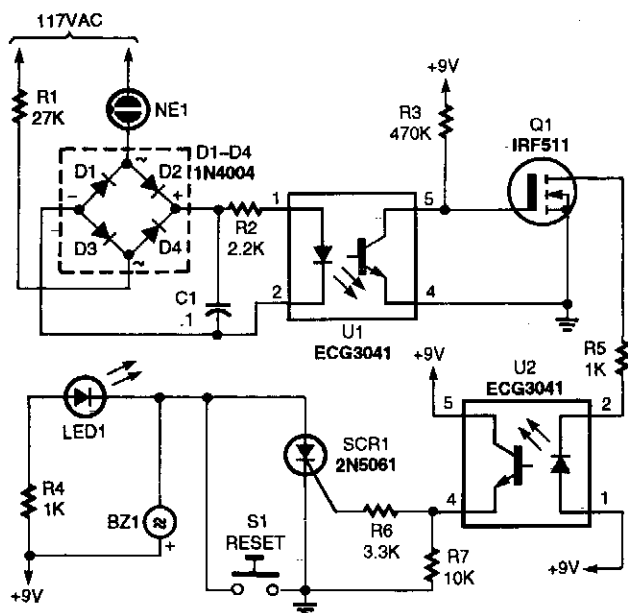 117VAC
R1
27K
NE1
D1-D4
1N4004
D1
D2
D3
D4
~
~
−
+
R2
2.2K
C1
.1
1
2
5
4
U1
ECG3041
+9V
R3
470K
Q1
IRF511
R5
1K
U2
ECG3041
+9V
5
2
4
1
+9V
LED1
R4
1K
+9V
BZ1
+
S1
RESET
SCR1
2N5061
R6
3.3K
R7
10K